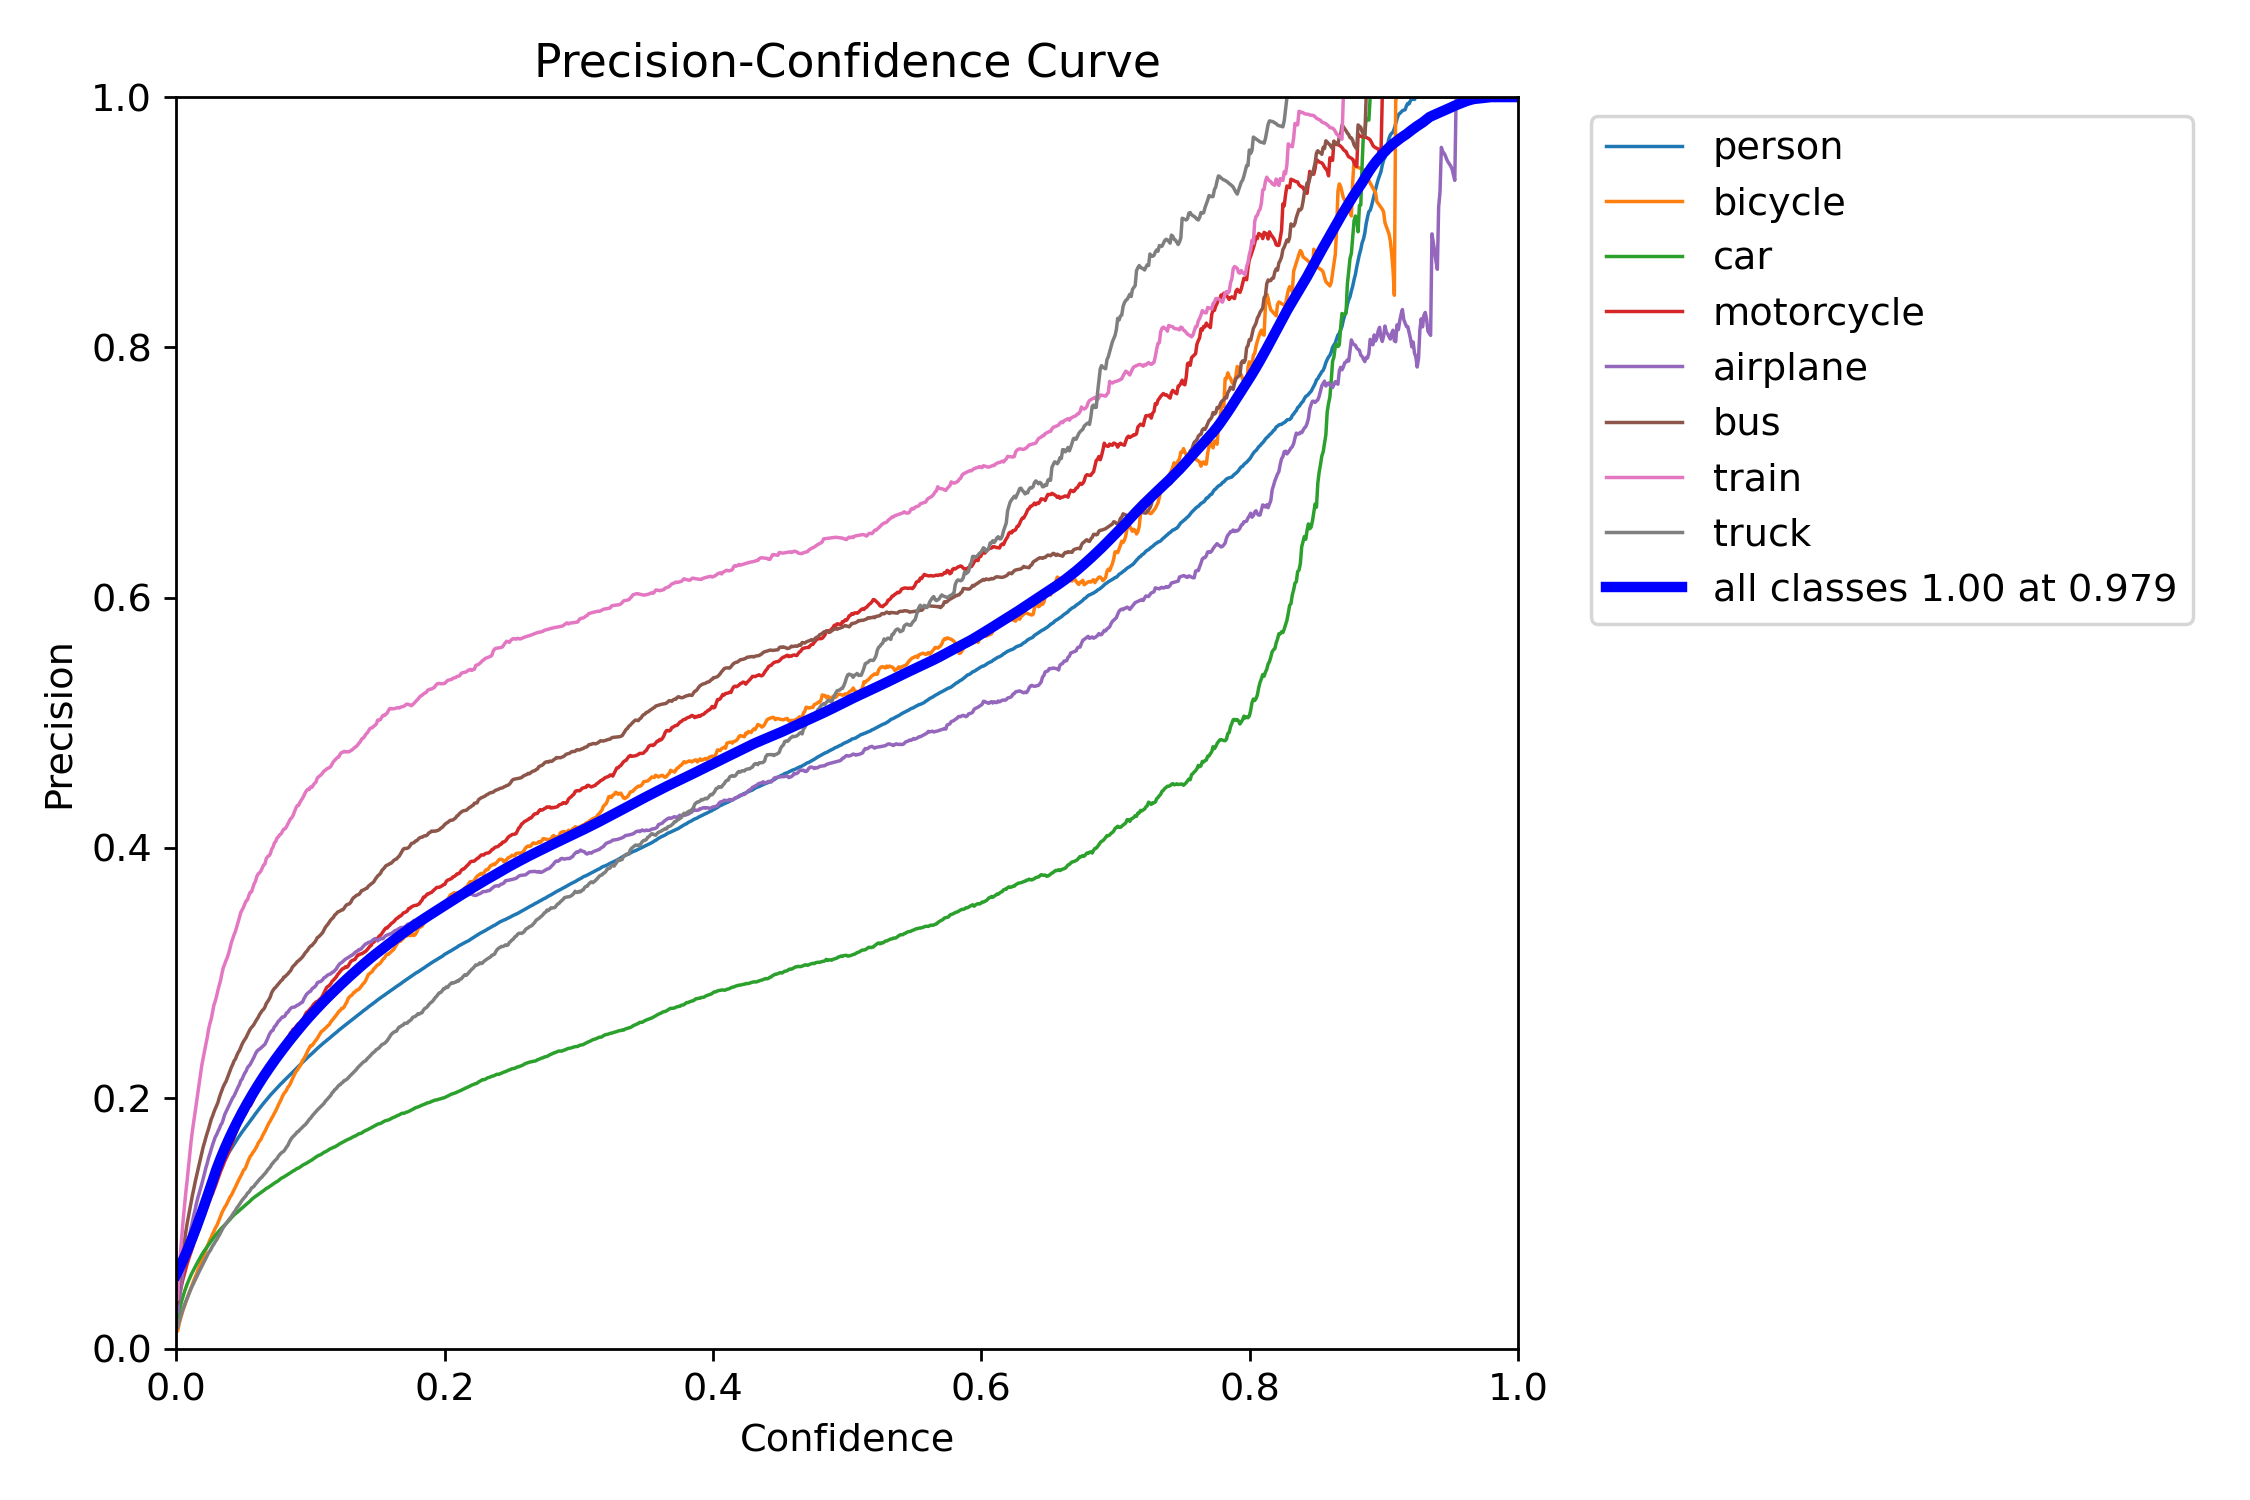 Precision-Confidence Curve
1.0
0.8
0.6
0.4
0.2
0.0
Precision
0.0 0.2 0.4 0.6 0.8 1.0
Confidence
person
bicycle
car
motorcycle
airplane
bus
train
truck
all classes 1.00 at 0.979